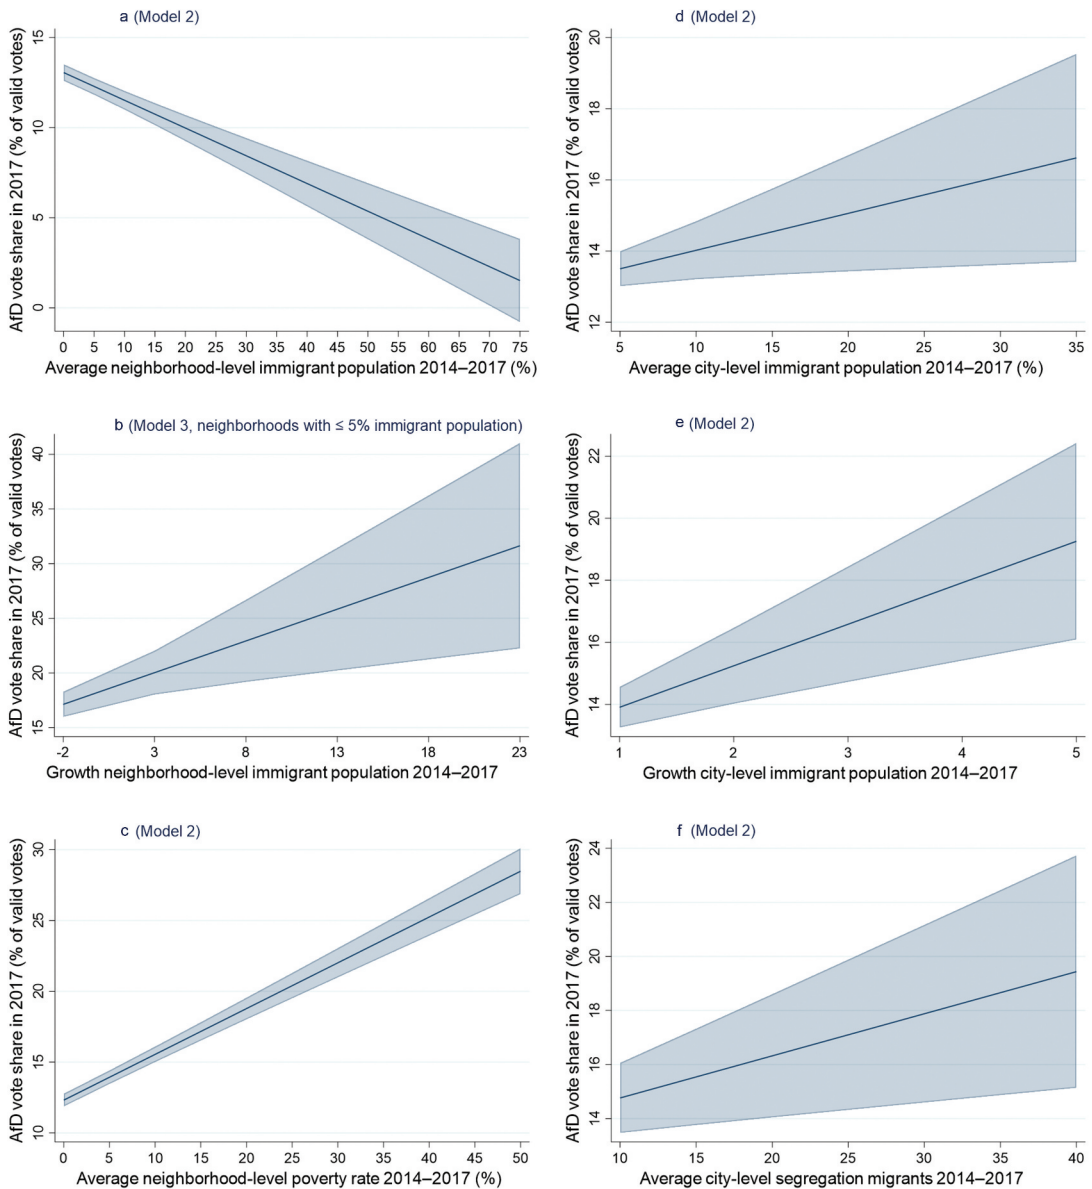 a (Model 2)
AfD vote share in 2017 (% of valid votes)
15
10
5
0
0 5 10 15 20 25 30 35 40 45 50 55 60 65 70 75
Average neighborhood-level immigrant population 2014–2017 (%)
d (Model 2)
AfD vote share in 2017 (% of valid votes)
20
18
16
14
12
5 10 15 20 25 30 35
Average city-level immigrant population 2014–2017 (%)
b (Model 3, neighborhoods with ≤ 5% immigrant population)
AfD vote share in 2017 (% of valid votes)
40
35
30
25
20
15
-2 3 8 13 18 23
Growth neighborhood-level immigrant population 2014–2017
e (Model 2)
AfD vote share in 2017 (% of valid votes)
22
20
18
16
14
1 2 3 4 5
Growth city-level immigrant population 2014–2017
c (Model 2)
AfD vote share in 2017 (% of valid votes)
30
25
20
15
10
0 5 10 15 20 25 30 35 40 45 50
Average neighborhood-level poverty rate 2014–2017 (%)
f (Model 2)
AfD vote share in 2017 (% of valid votes)
24
22
20
18
16
14
10 15 20 25 30 35 40
Average city-level segregation migrants 2014–2017